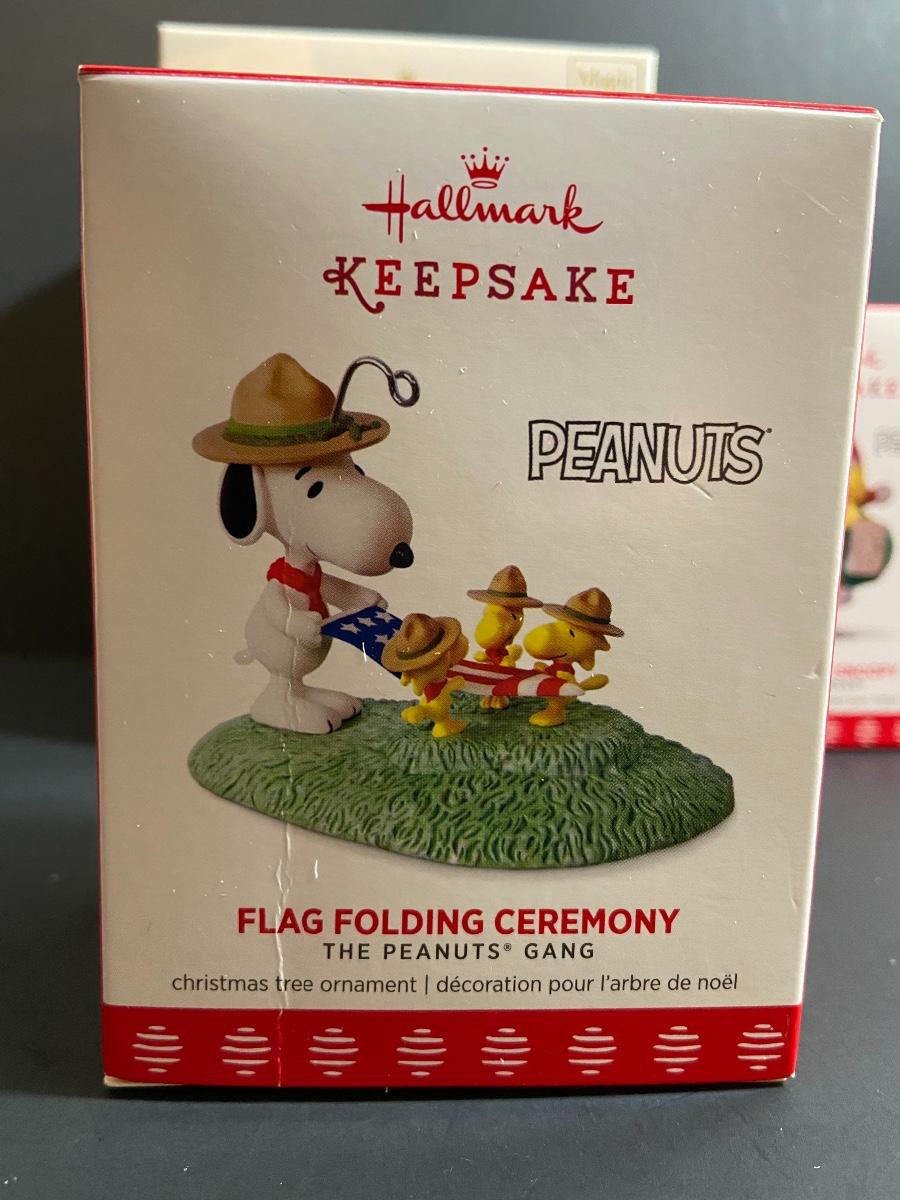 Hallmark
KEEPSAKE
PEANUTS®
FLAG FOLDING CEREMONY
THE PEANUTS® GANG
christmas tree ornament | décoration pour l'arbre de noël